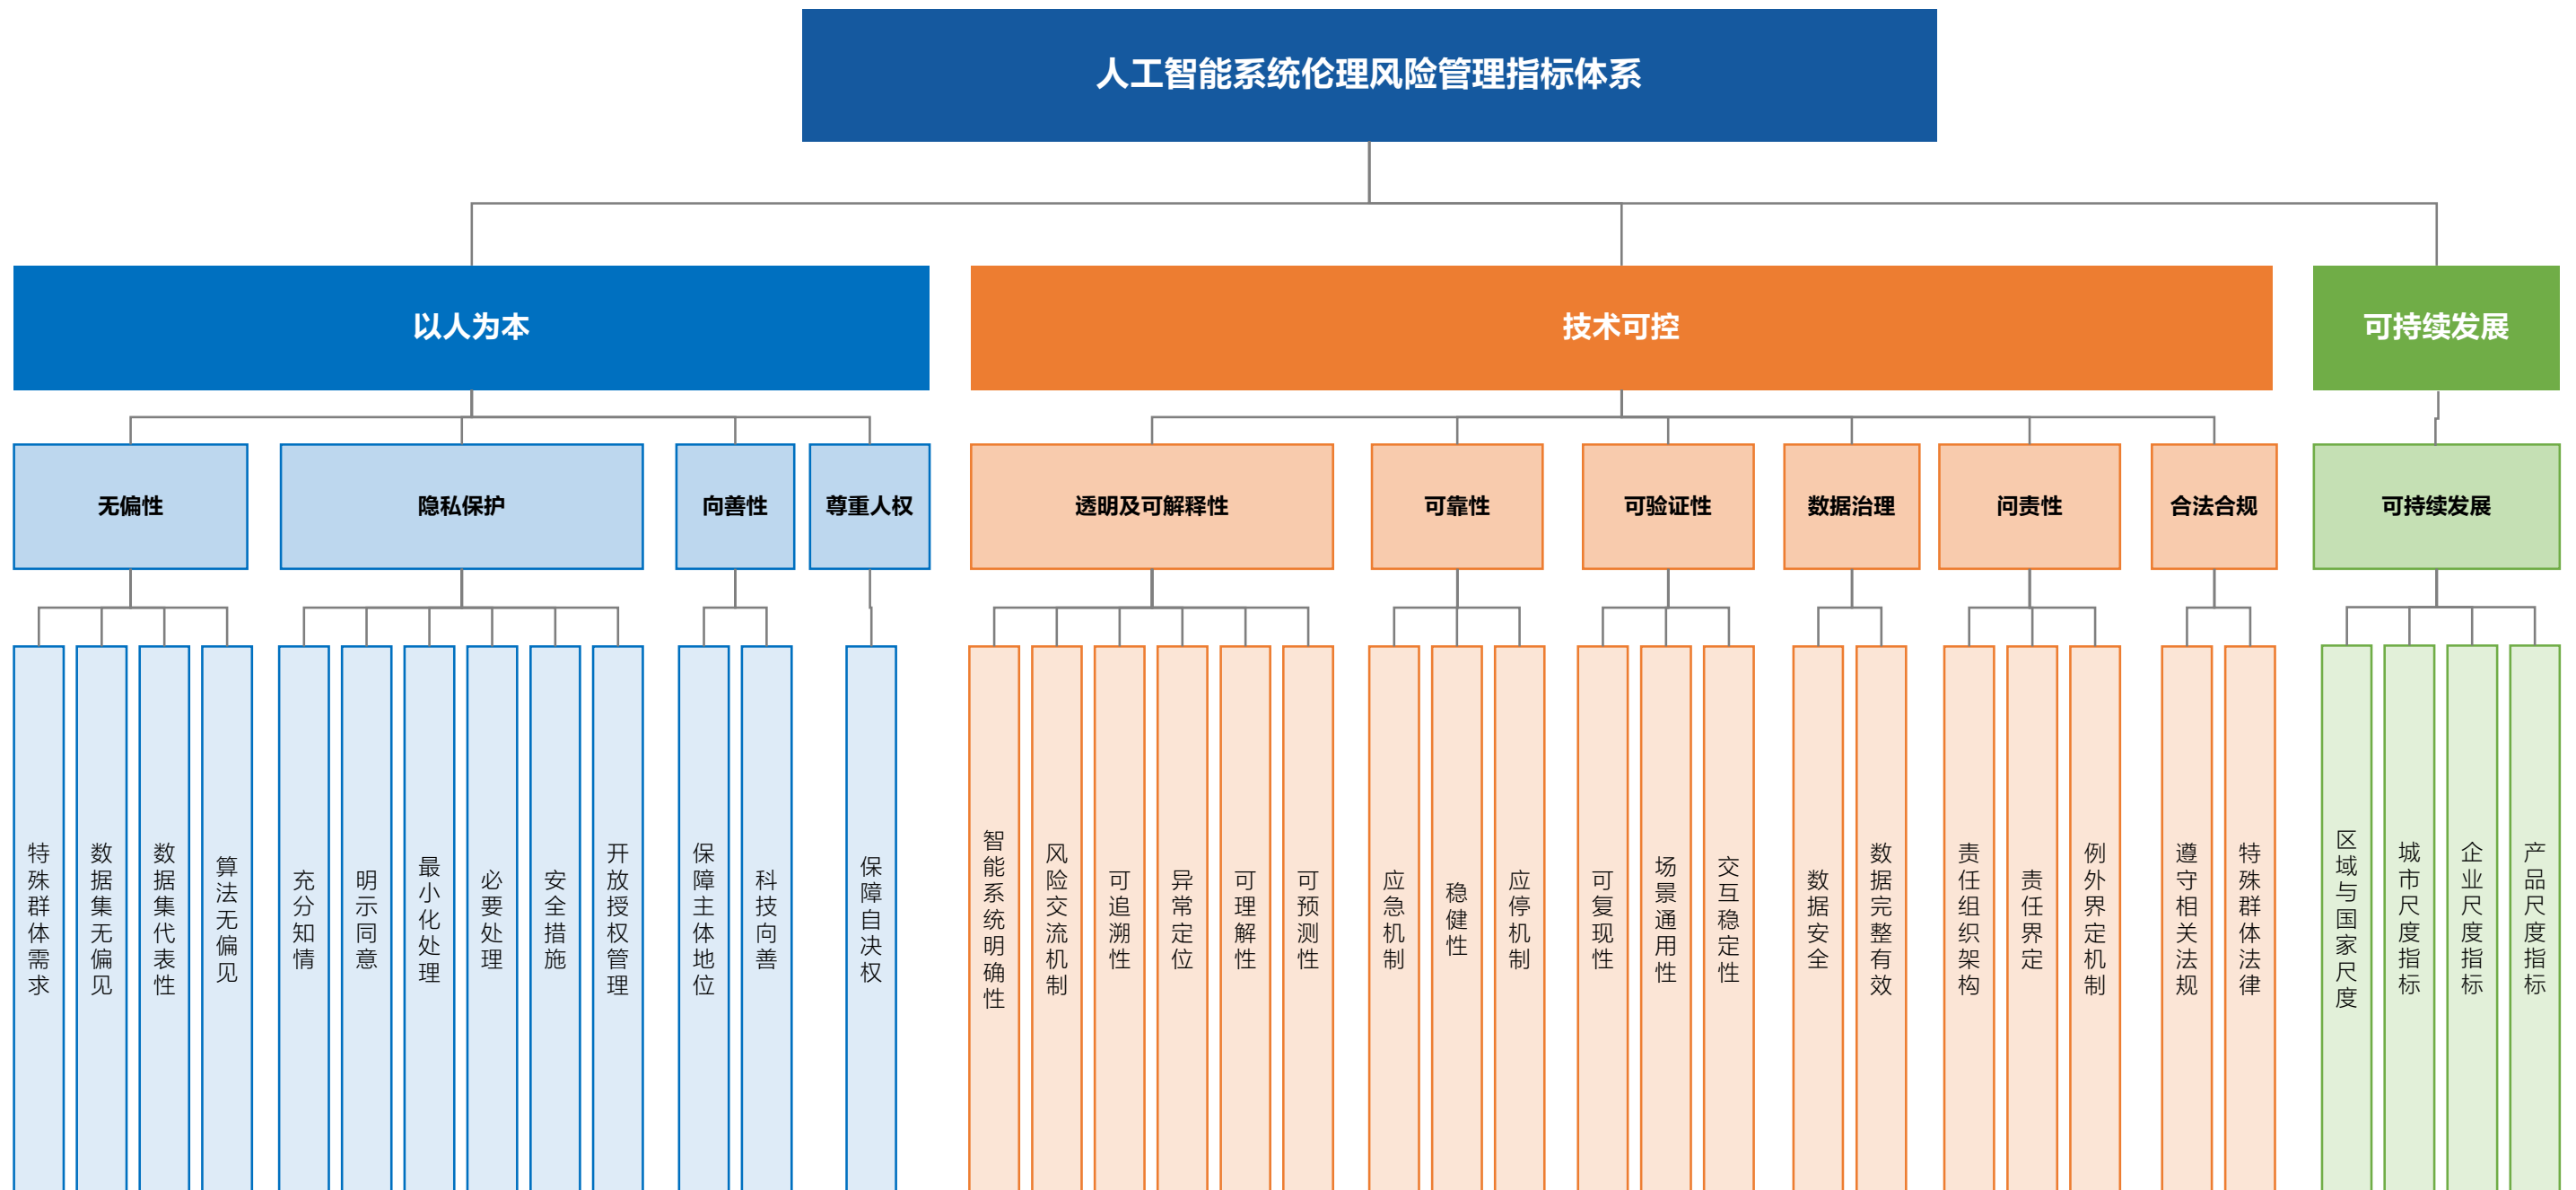 人工智能系统伦理风险管理指标体系
以人为本
技术可控
可持续发展
无偏性
隐私保护
向善性
尊重人权
透明及可解释性
可靠性
可验证性
数据治理
问责性
合法合规
可持续发展
特殊群体需求
数据集无偏见
数据集代表性
算法无偏见
充分知情
明示同意
最小化处理
必要处理
安全措施
开放授权管理
保障主体地位
科技向善
保障自决权
智能系统明确性
风险交流机制
可追溯性
异常定位
可理解性
可预测性
应急机制
稳健性
应停机制
可复现性
场景通用性
交互稳定性
数据安全
数据完整有效
责任组织架构
责任界定
例外界定机制
遵守相关法规
特殊群体法律
区域与国家尺度
城市尺度指标
企业尺度指标
产品尺度指标